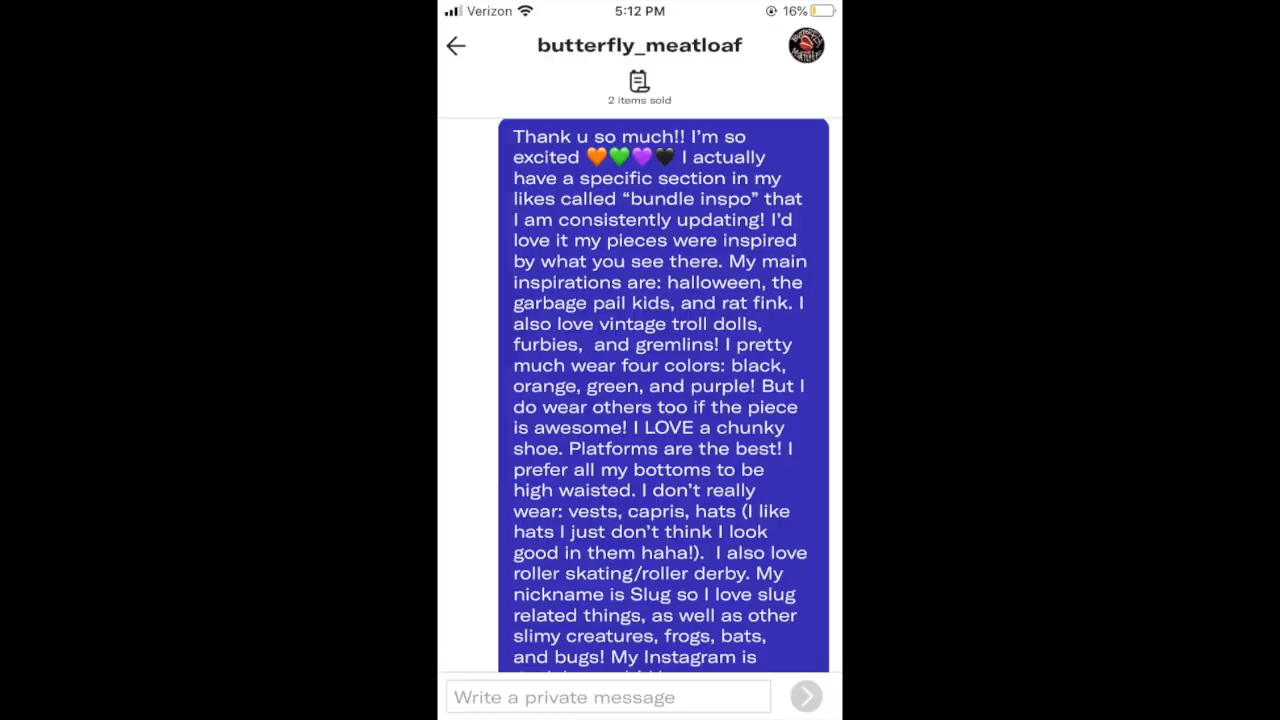 Verizon 5:12 PM 16%
butterfly_meatloaf
2 items sold
Thank u so much!! I'm so
excited 🧡💚💜🖤 I actually
have a specific section in my
likes called “bundle inspo” that
I am consistently updating! I'd
love it my pieces were inspired
by what you see there. My main
inspirations are: halloween, the
garbage pail kids, and rat fink. I
also love vintage troll dolls,
furbies,  and gremlins! I pretty
much wear four colors: black,
orange, green, and purple! But I
do wear others too if the piece
is awesome! I LOVE a chunky
shoe. Platforms are the best! I
prefer all my bottoms to be
high waisted. I don't really
wear: vests, capris, hats (I like
hats I just don't think I look
good in them haha!).  I also love
roller skating/roller derby. My
nickname is Slug so I love slug
related things, as well as other
slimy creatures, frogs, bats,
and bugs! My Instagram is
Write a private message